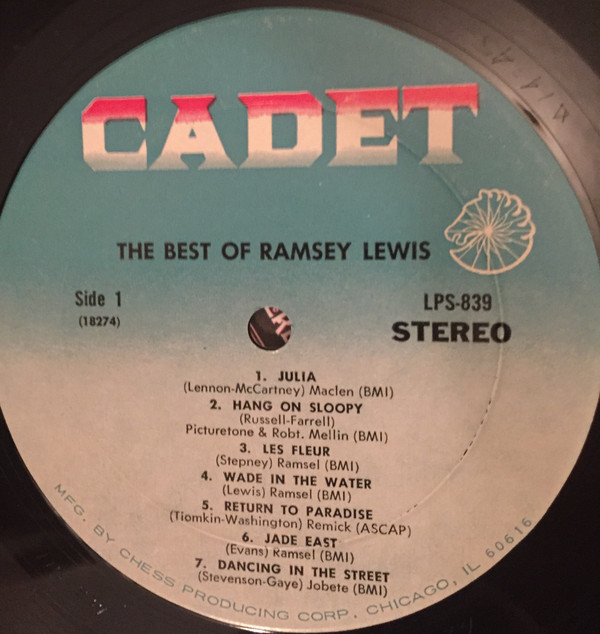 CADET
THE BEST OF RAMSEY LEWIS
Side 1
(18274)
LPS-839
STEREO
1. JULIA
(Lennon-McCartney) Maclen (BMI)
2. HANG ON SLOOPY
(Russell-Farrell)
Picturetone & Robt. Mellin (BMI)
3. LES FLEUR
(Stepney) Ramsel (BMI)
4. WADE IN THE WATER
(Lewis) Ramsel (BMI)
5. RETURN TO PARADISE
(Tiomkin-Washington) Remick (ASCAP)
6. JADE EAST
(Evans) Ramsel (BMI)
7. DANCING IN THE STREET
(Stevenson-Gaye) Jobete (BMI)
MFG. BY CHESS PRODUCING CORP. CHICAGO, IL 60616